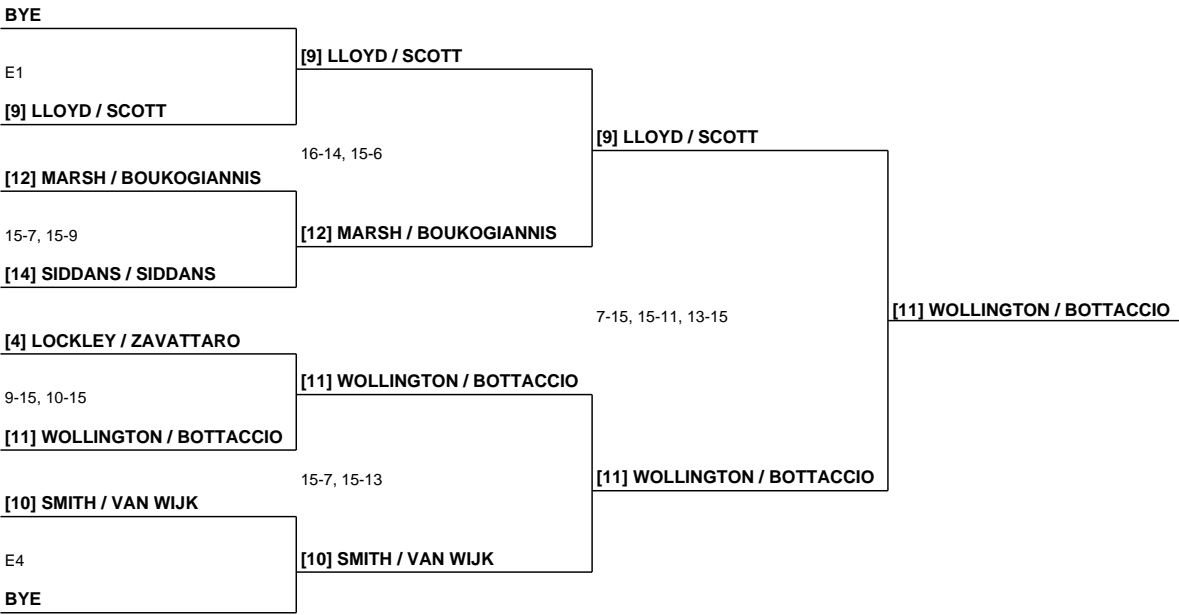 BYE
E1
[9] LLOYD / SCOTT
[12] MARSH / BOUKOGIANNIS
15-7, 15-9
[14] SIDDANS / SIDDANS
[4] LOCKLEY / ZAVATTARO
9-15, 10-15
[11] WOLLINGTON / BOTTACCIO
[10] SMITH / VAN WIJK
E4
BYE
[9] LLOYD / SCOTT
16-14, 15-6
[12] MARSH / BOUKOGIANNIS
[11] WOLLINGTON / BOTTACCIO
15-7, 15-13
[10] SMITH / VAN WIJK
[9] LLOYD / SCOTT
7-15, 15-11, 13-15
[11] WOLLINGTON / BOTTACCIO
[11] WOLLINGTON / BOTTACCIO